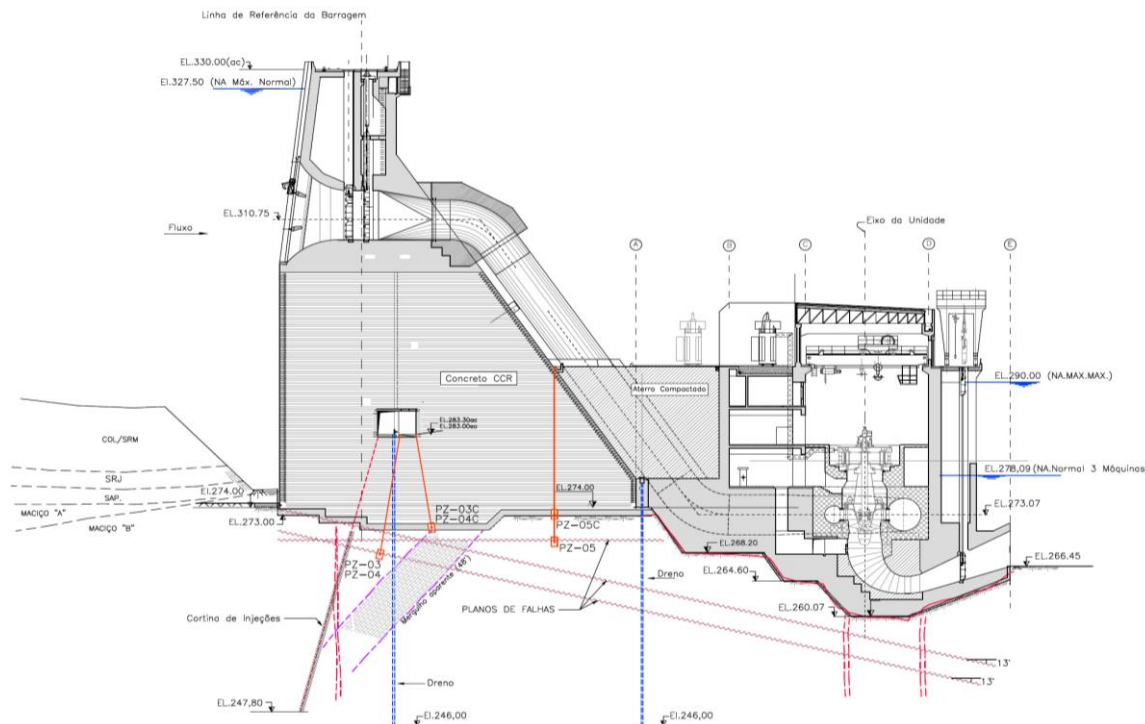 Linha de Referência da Barragem
EL.330.00(ac)
El.327.50 (NA Máx. Normal)
EL.310.75
Fluxo
Eixo da Unidade
A
B
C
D
E
Concreto CCR
Aterro Compactado
EL.290.00 (NA.MAX.MAX.)
EL.283.30ac
EL.283.00eo
COL/SRM
SRJ
SAP.
MACIÇO "A"
MACIÇO "B"
El.274.00
EL.273.00
EL.274.00
EL.278,09 (NA.Normal 3 Máquinas
EL.273.07
PZ-03C
PZ-04C
PZ-05C
PZ-05
PZ-03
PZ-04
EL.268.20
EL.266.45
EL.264.60
EL.260.07
Mergulho aparente (48°)
Dreno
PLANOS DE FALHAS
Cortina de Injeções
13'
13'
Dreno
EL.247,80
El.246,00
El.246,00